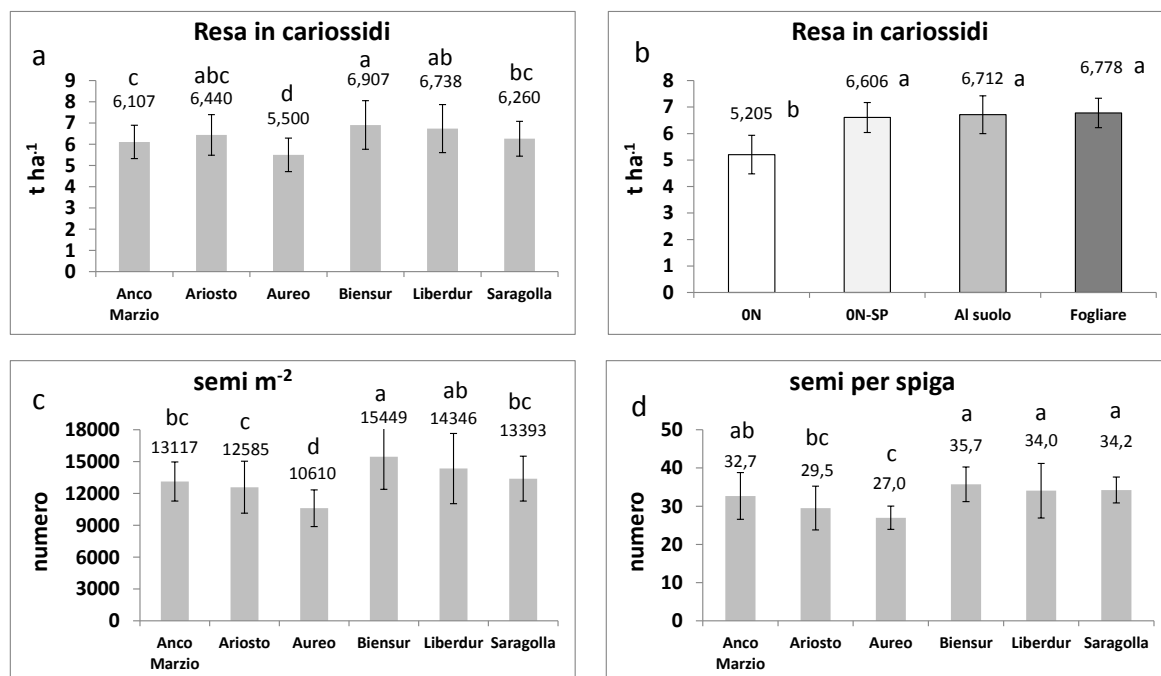 Resa in cariossidi
a
c
abc
d
a
ab
bc
6,107
6,440
5,500
6,907
6,738
6,260
9
8
7
6
5
4
3
2
1
0
t ha-1
Anco Marzio
Ariosto
Aureo
Biensur
Liberdur
Saragolla
Resa in cariossidi
b
5,205 b
6,606 a
6,712 a
6,778 a
8
7
6
5
4
3
2
1
0
t ha-1
0N
0N-SP
Al suolo
Fogliare
semi m-2
c
bc
c
d
a
ab
bc
13117
12585
10610
15449
14346
13393
18000
15000
12000
9000
6000
3000
0
numero
Anco Marzio
Ariosto
Aureo
Biensur
Liberdur
Saragolla
semi per spiga
d
ab
bc
c
a
a
a
32,7
29,5
27,0
35,7
34,0
34,2
50
40
30
20
10
0
numero
Anco Marzio
Ariosto
Aureo
Biensur
Liberdur
Saragolla